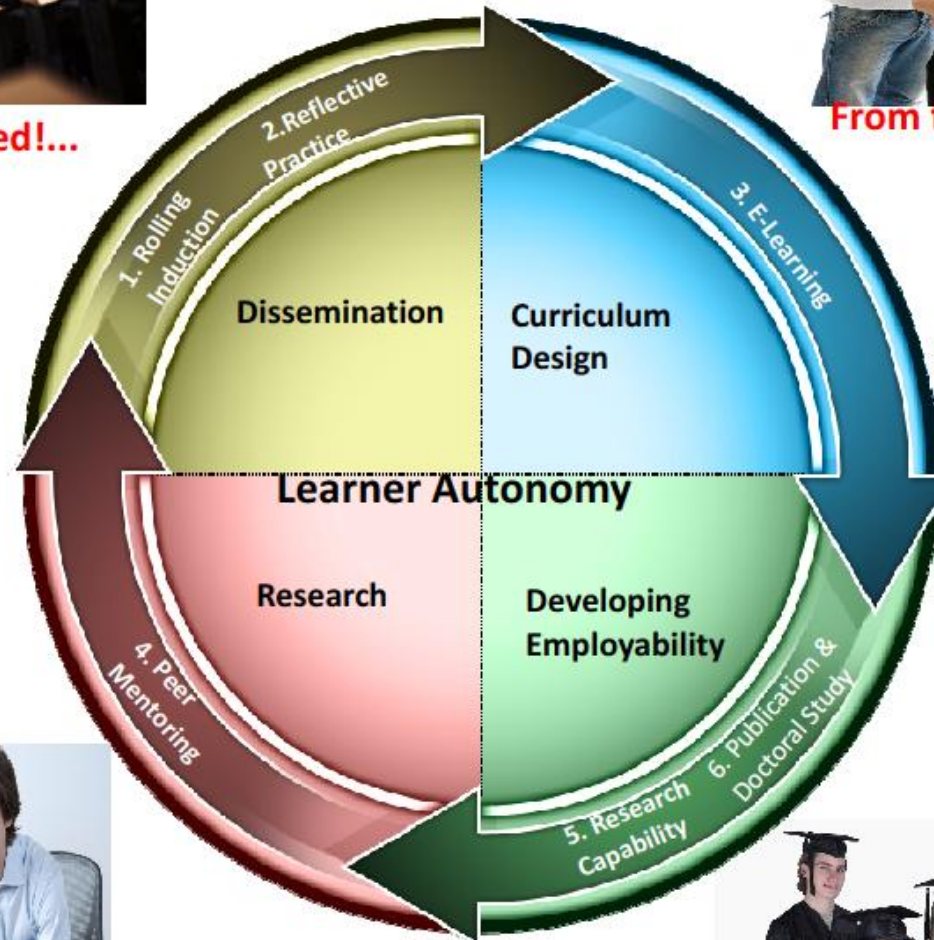 ed!...
From
2.Reflective
Practice
1. Rolling
Induction
3. E-Learning
Dissemination
Curriculum
Design
Learner Autonomy
Research
Developing
Employability
4. Peer
Mentoring
5. Research
Capability
6. Publication &
Doctoral Study